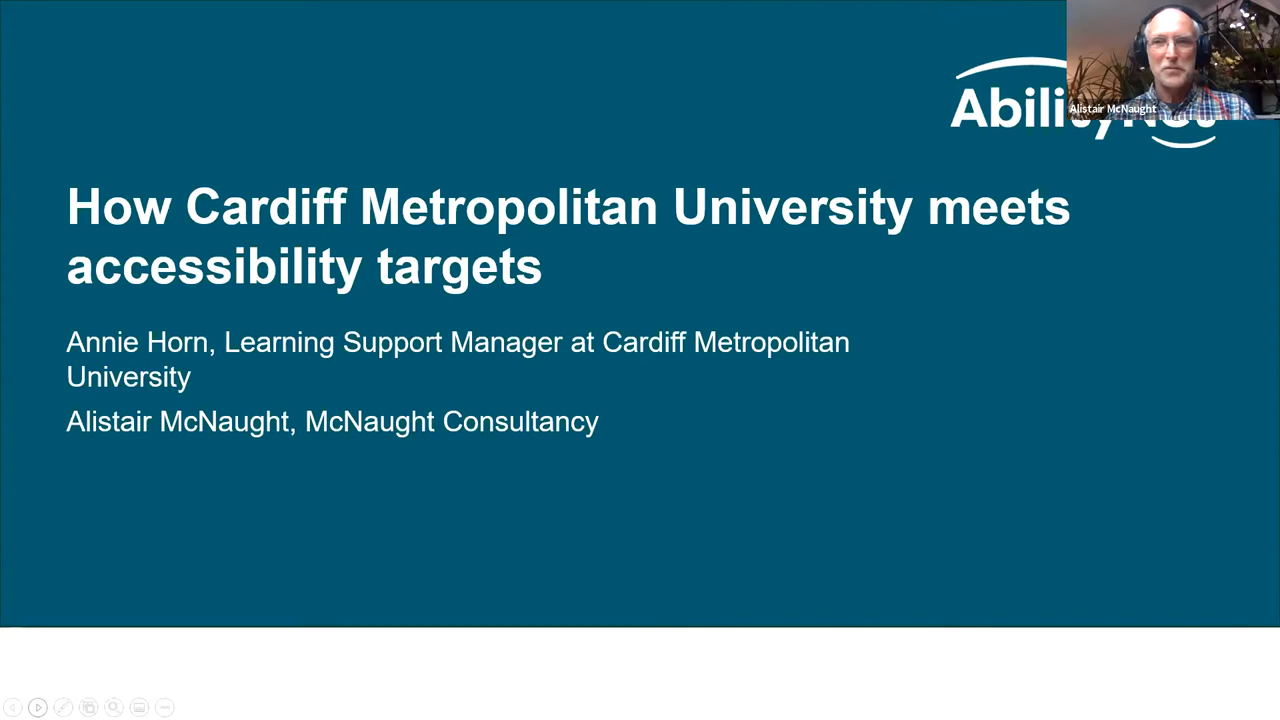 Alistair McNaught
How Cardiff Metropolitan University meets
accessibility targets
Annie Horn, Learning Support Manager at Cardiff Metropolitan
University
Alistair McNaught, McNaught Consultancy